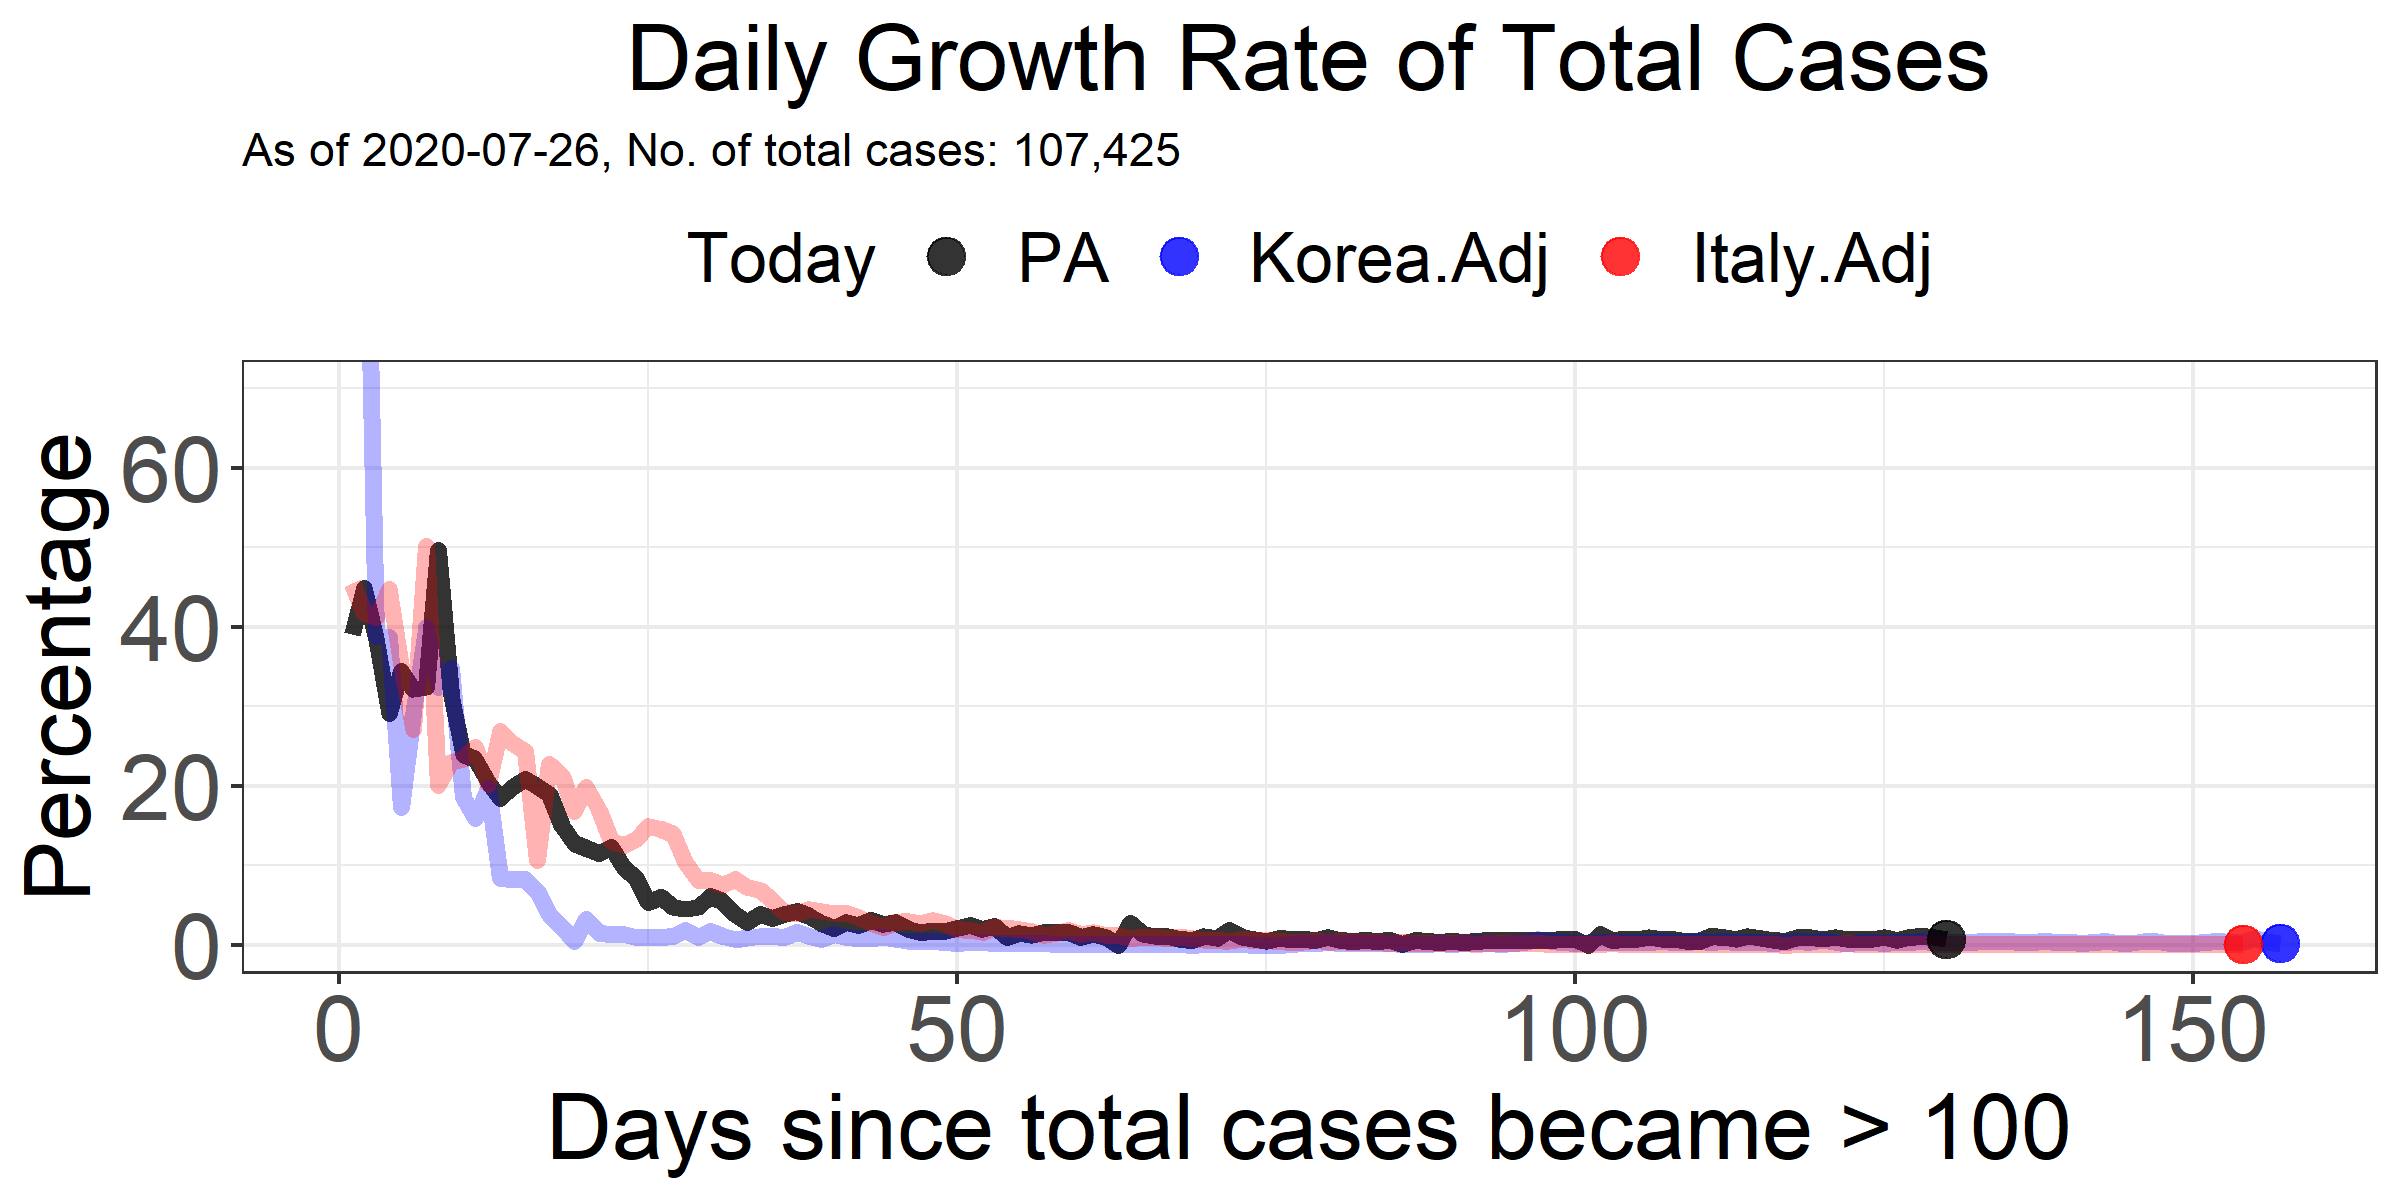 Daily Growth Rate of Total Cases
As of 2020-07-26, No. of total cases: 107,425
Today PA Korea.Adj Italy.Adj
Percentage
60
40
20
0
0 50 100 150
Days since total cases became > 100